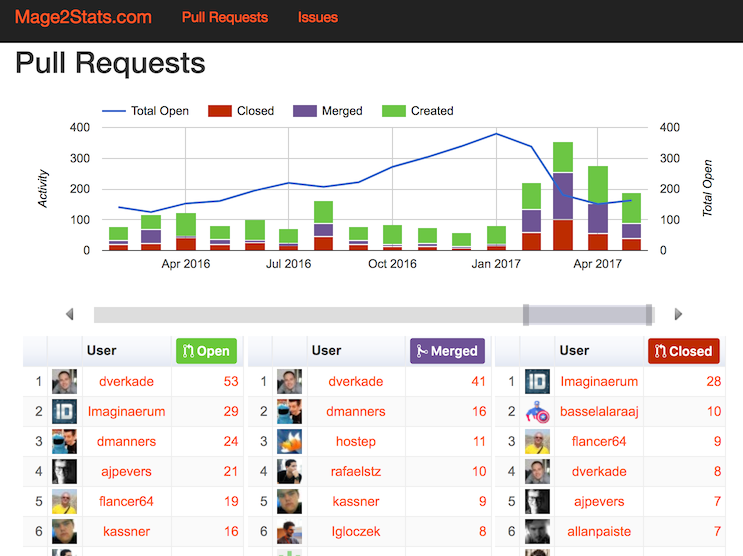 Mage2Stats.com Pull Requests Issues
Pull Requests
Total Open Closed Merged Created
400 400
300 300
200 200
100 100
0 0
Activity
Total Open
Apr 2016 Jul 2016 Oct 2016 Jan 2017 Apr 2017
User Open User Merged User Closed
1 dverkade 53 1 dverkade 41 1 Imaginaerum 28
2 Imaginaerum 29 2 dmanners 16 2 basselalaraaj 10
3 dmanners 24 3 hostep 11 3 flancer64 9
4 ajpevers 21 4 rafaelstz 10 4 dverkade 8
5 flancer64 19 5 kassner 9 5 ajpevers 7
6 kassner 16 6 Igloczek 8 6 allanpaiste 7